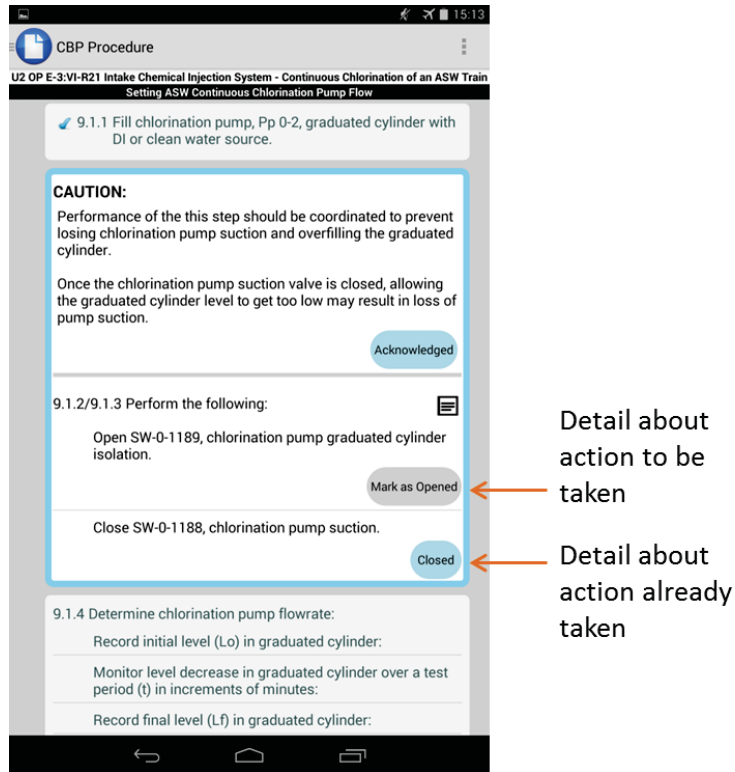 15:13
CBP Procedure
U2 OP E-3:VI-R21 Intake Chemical Injection System - Continuous Chlorination of an ASW Train
Setting ASW Continuous Chlorination Pump Flow
9.1.1 Fill chlorination pump, Pp 0-2, graduated cylinder with
DI or clean water source.
CAUTION:
Performance of the this step should be coordinated to prevent
losing chlorination pump suction and overfilling the graduated
cylinder.
Once the chlorination pump suction valve is closed, allowing
the graduated cylinder level to get too low may result in loss of
pump suction.
Acknowledged
9.1.2/9.1.3 Perform the following:
Open SW-0-1189, chlorination pump graduated cylinder
isolation.
Mark as Opened
Close SW-0-1188, chlorination pump suction.
Closed
9.1.4 Determine chlorination pump flowrate:
Record initial level (Lo) in graduated cylinder:
Monitor level decrease in graduated cylinder over a test
period (t) in increments of minutes:
Record final level (Lf) in graduated cylinder:
Detail about
action to be
taken
Detail about
action already
taken